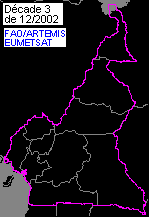 Décade 3
de 12/2002
FAO/ARTEMIS
EUMETSAT